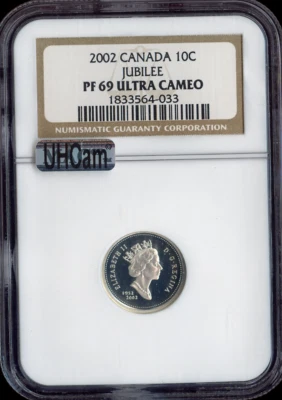 2002 CANADA 10C
JUBILEE
PF 69 ULTRA CAMEO
1833564-033
NUMISMATIC GUARANTY CORPORATION
UHCam
ELIZABETH II D·G·REGINA
1952
2002